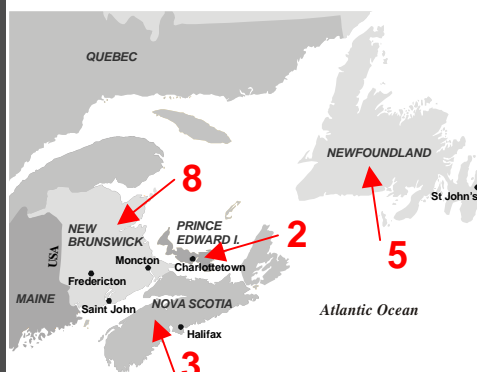 QUEBEC
NEWFOUNDLAND
8
St John's
NEW
BRUNSWICK
PRINCE
EDWARD I.
2
5
USA
Moncton
Charlottetown
Fredericton
MAINE
Saint John
NOVA SCOTIA
Atlantic Ocean
Halifax
3